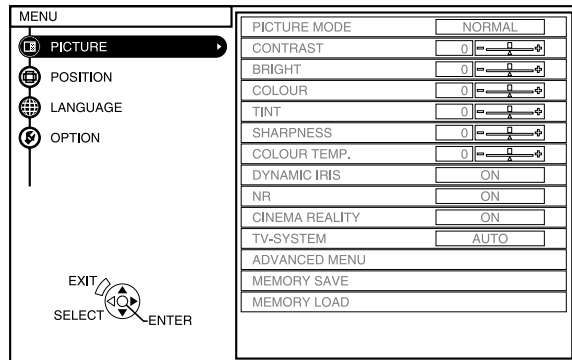 MENU
PICTURE
POSITION
LANGUAGE
OPTION
EXIT
SELECT
ENTER
PICTURE MODE NORMAL
CONTRAST 0
BRIGHT 0
COLOUR 0
TINT 0
SHARPNESS 0
COLOUR TEMP. 0
DYNAMIC IRIS ON
NR ON
CINEMA REALITY ON
TV-SYSTEM AUTO
ADVANCED MENU
MEMORY SAVE
MEMORY LOAD